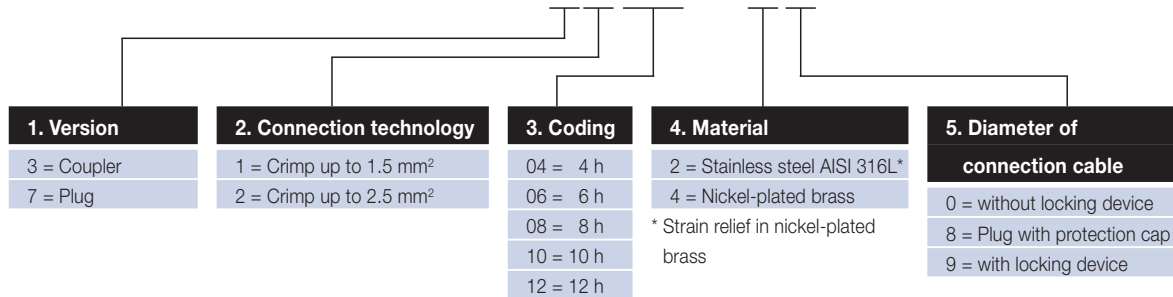 1. Version
3 = Coupler
7 = Plug
2. Connection technology
1 = Crimp up to 1.5 mm²
2 = Crimp up to 2.5 mm²
3. Coding
04 = 4 h
06 = 6 h
08 = 8 h
10 = 10 h
12 = 12 h
4. Material
2 = Stainless steel AISI 316L*
4 = Nickel-plated brass
* Strain relief in nickel-plated
brass
5. Diameter of
connection cable
0 = without locking device
8 = Plug with protection cap
9 = with locking device